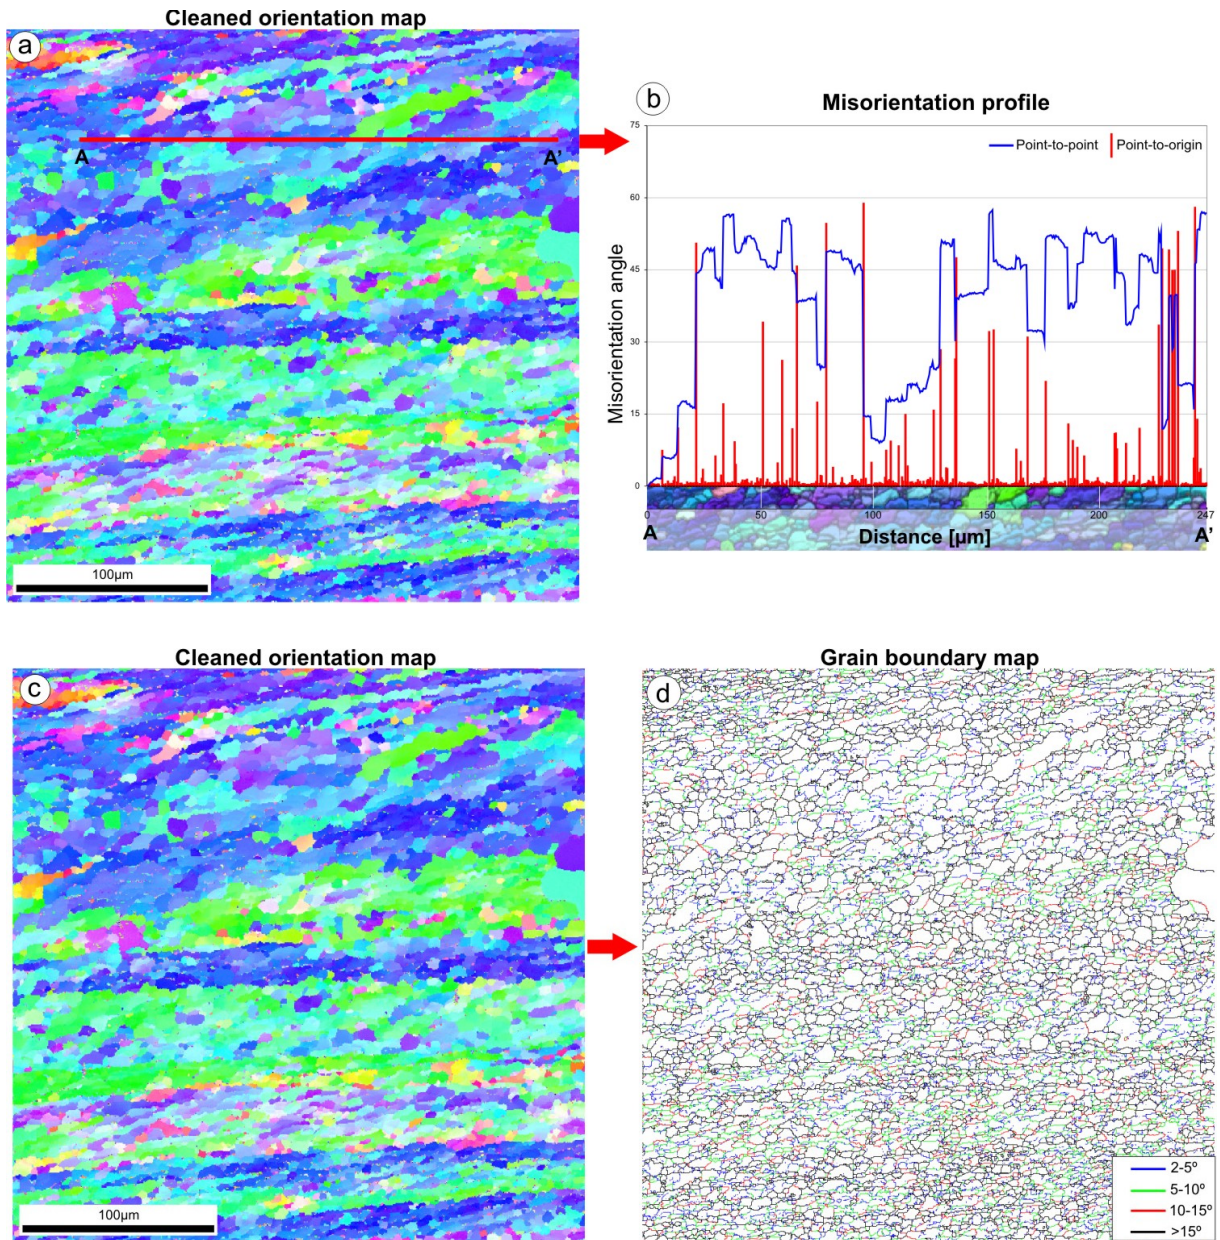 Cleaned orientation map
a
A
A'
100µm
b
Misorientation profile
Point-to-point
Point-to-origin
Misorientation angle
75
60
45
30
15
0
0
50
100
150
200
247
A
Distance [µm]
A'
Cleaned orientation map
c
100µm
Grain boundary map
d
2-5º
5-10º
10-15º
>15º